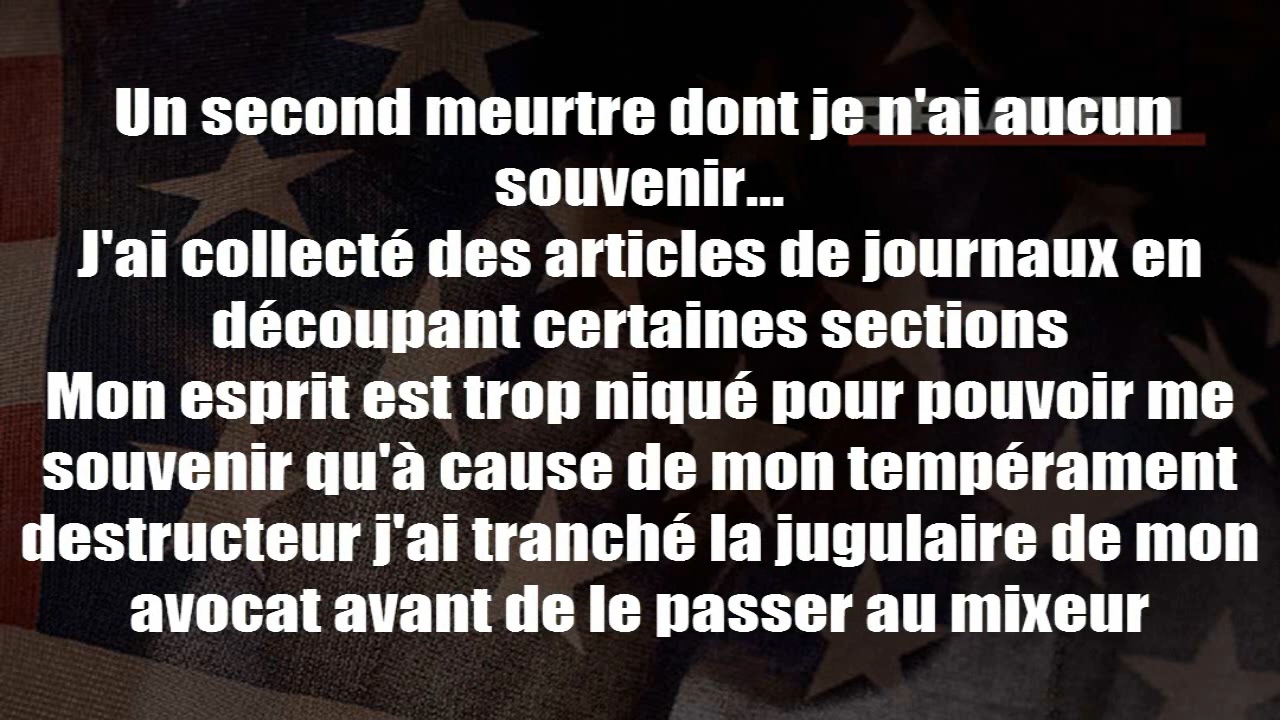 Un second meurtre dont je n'ai aucun
souvenir...
J'ai collecté des articles de journaux en
découpant certaines sections
Mon esprit est trop niqué pour pouvoir me
souvenir qu'à cause de mon tempérament
destructeur j'ai tranché la jugulaire de mon
avocat avant de le passer au mixeur